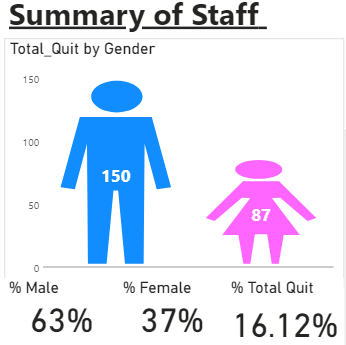 Summary of Staff
Total_Quit by Gender
150
100
50
0
150
87
% Male
% Female
% Total Quit
63%
37%
16.12%